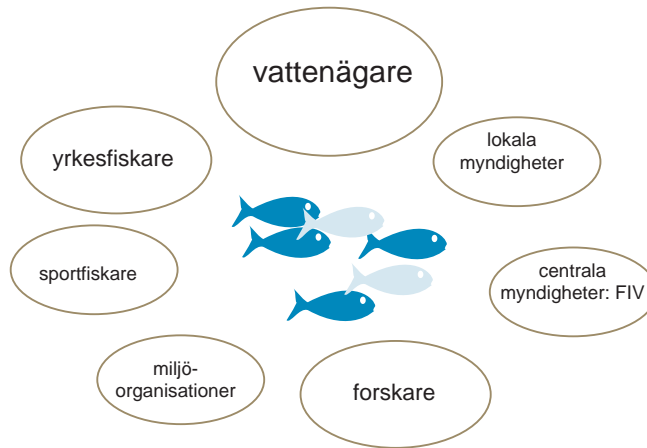 vattenägare
yrkesfiskare
lokala
myndigheter
sportfiskare
centrala
myndigheter: FIV
miljö-
organisationer
forskare